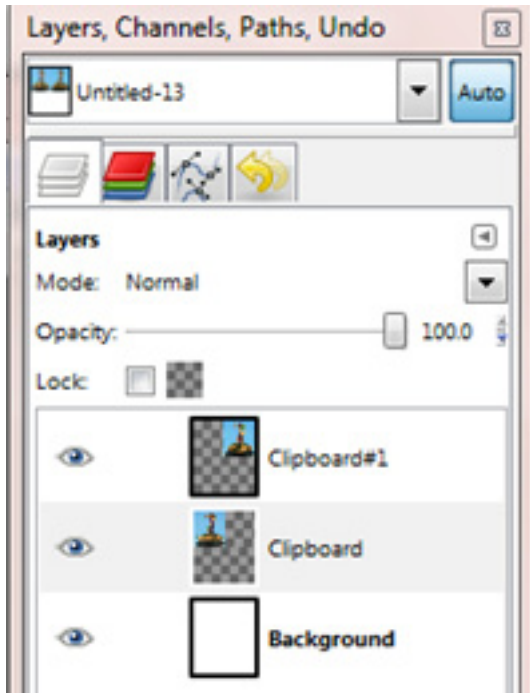 Layers, Channels, Paths, Undo
Untitled-13
Auto
Layers
Mode: Normal
Opacity: 100.0
Lock:
Clipboard#1
Clipboard
Background